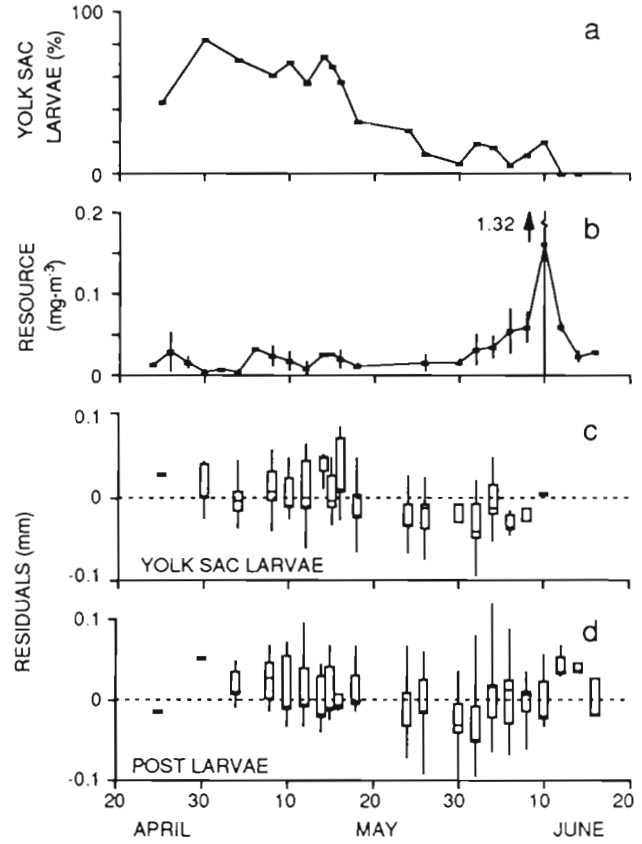 100
0
YOLK SAC
LARVAE (%)
a
0.2
0.1
0
RESOURCE
(mg·m-3)
1.32
b
0.1
0
-0.1
c
YOLK SAC LARVAE
RESIDUALS (mm)
0.1
0
-0.1
d
POST LARVAE
20 30 10 20 30 10 20
APRIL MAY JUNE